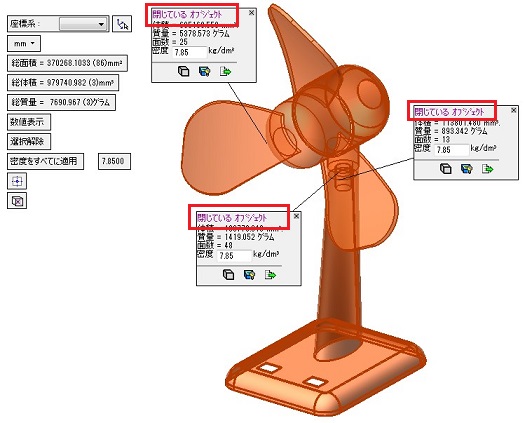 座標系:
mm
総面積 = 370268.1033 (86)mm²
総体積 = 979740.982 (3)mm³
総質量 = 7690.967 (3)グラム
数値表示
選択解除
密度をすべてに適用 7.8500
閉じている オブジェクト
質量 = 5378.573 グラム
面数 = 25
密度 7.85 kg/dm³
閉じている オブジェクト
体積 = 113801.480 mm³
質量 = 893.342 グラム
面数 = 13
密度 7.85 kg/dm³
閉じている オブジェクト
質量 = 1419.052 グラム
面数 = 48
密度 7.85 kg/dm³